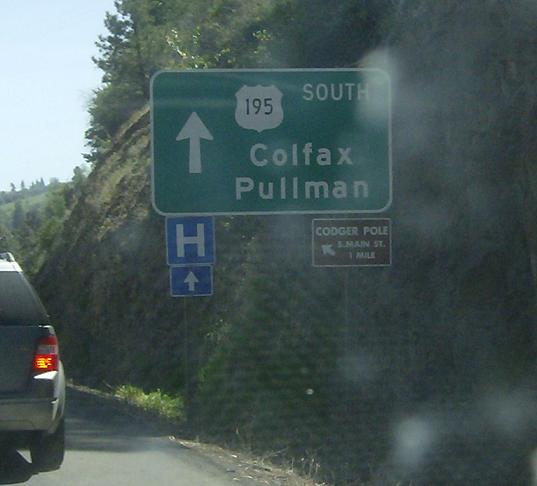 195 SOUTH
Colfax
Pullman
H
CODGER POLE
S. MAIN ST.
1 MILE